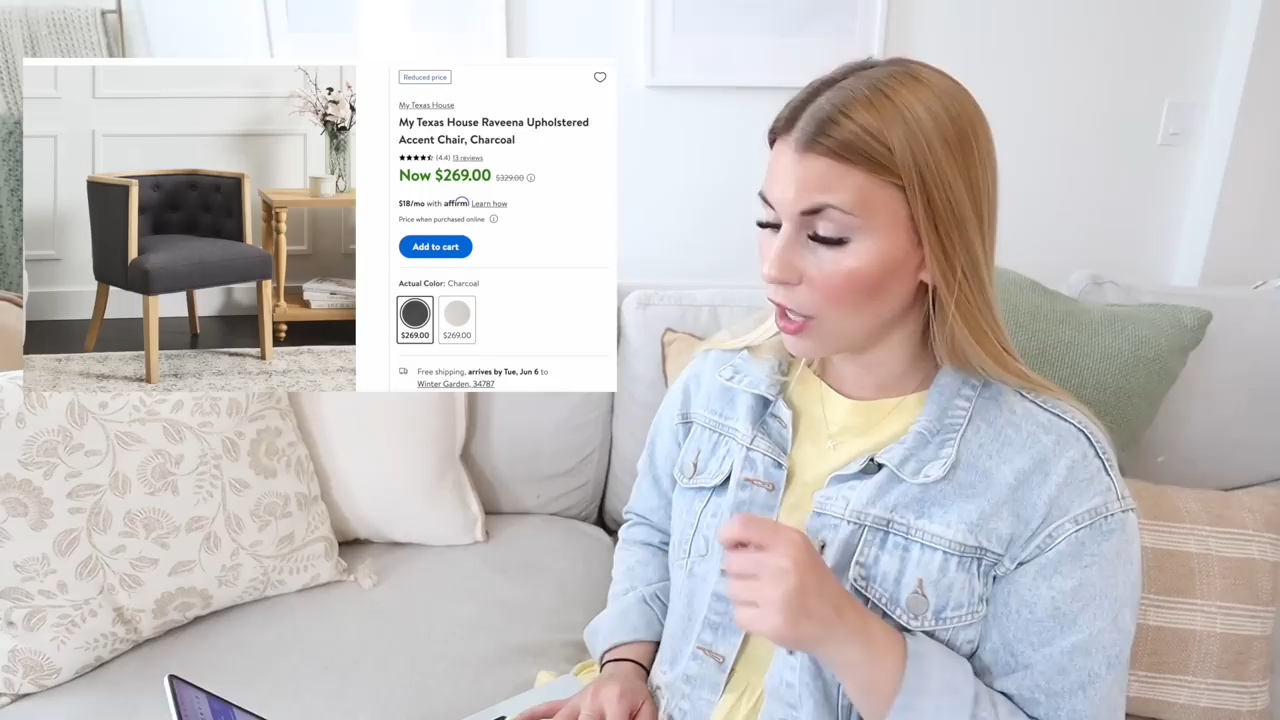 Reduced price
My Texas House
My Texas House Raveena Upholstered
Accent Chair, Charcoal
(4.4) 13 reviews
Now $269.00 $329.00
$18/mo with affirm Learn how
Price when purchased online
Add to cart
Actual Color: Charcoal
$269.00 $269.00
Free shipping, arrives by Tue, Jun 6 to
Winter Garden, 34787